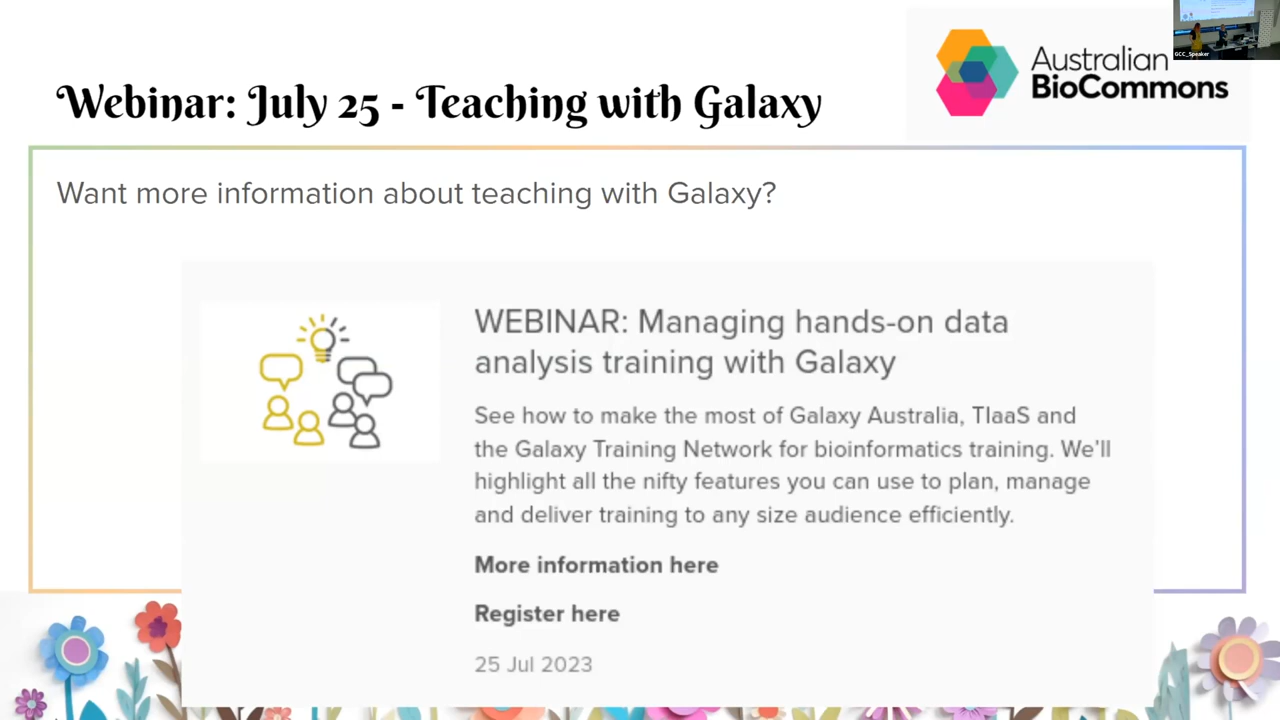 GCC_Speaker
Australian
BioCommons
Webinar: July 25 - Teaching with Galaxy
Want more information about teaching with Galaxy?
WEBINAR: Managing hands-on data
analysis training with Galaxy
See how to make the most of Galaxy Australia, TIaaS and
the Galaxy Training Network for bioinformatics training. We'll
highlight all the nifty features you can use to plan, manage
and deliver training to any size audience efficiently.
More information here
Register here
25 Jul 2023